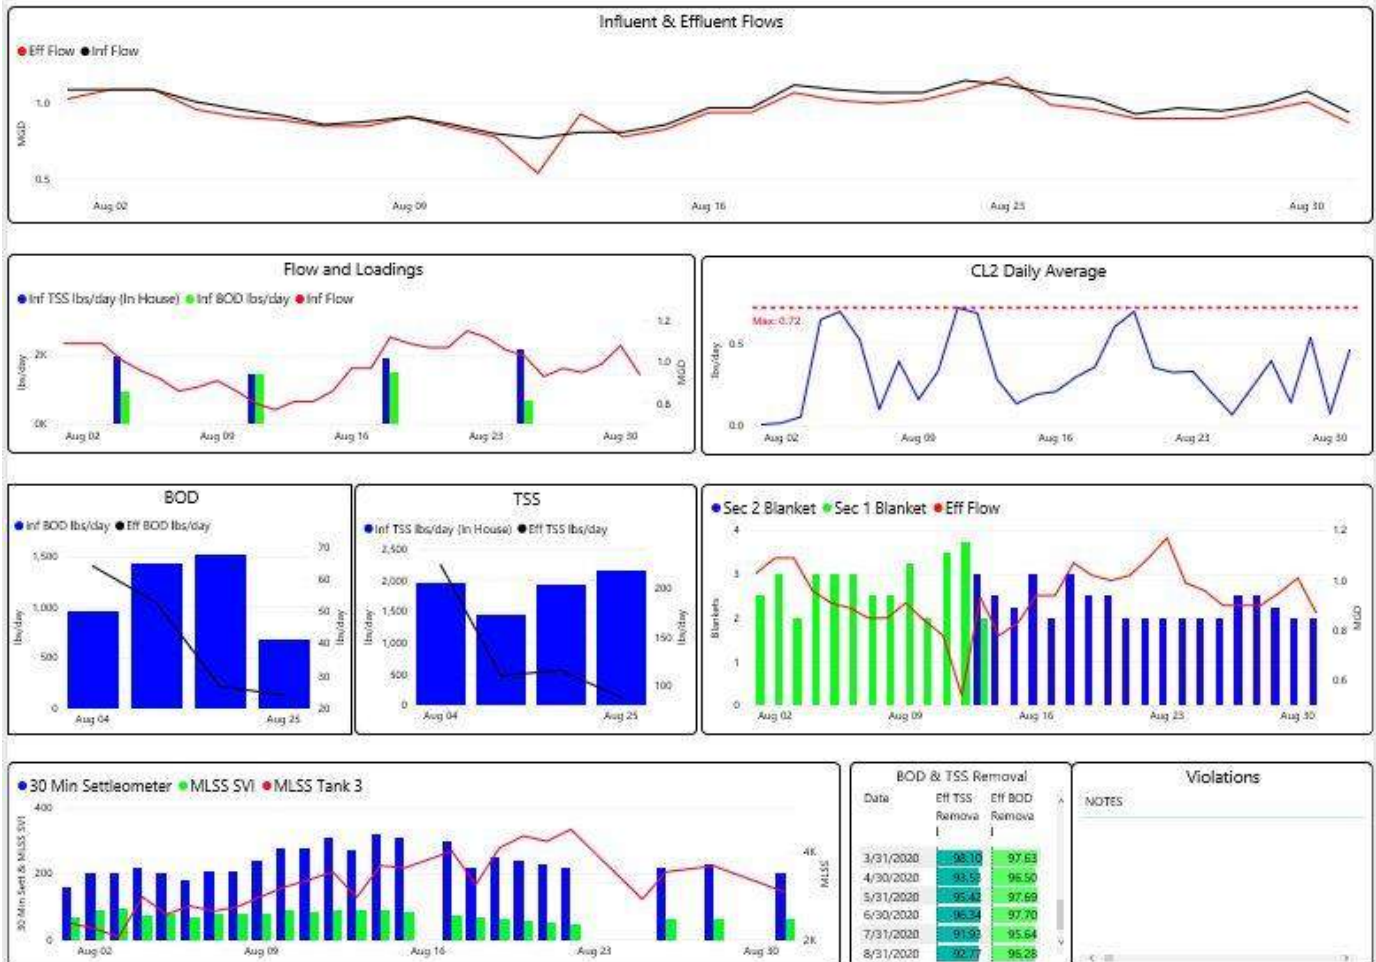 Influent & Effluent Flows
Eff Flow Inf Flow
1.0
MGD
0.5
Aug 02 Aug 09 Aug 16 Aug 23 Aug 30
Flow and Loadings
Inf TSS lbs/day (In House) Inf BOD lbs/day Inf Flow
1.2
2K
1.0
lbs/day
MGD
0.8
0K
Aug 02 Aug 09 Aug 16 Aug 23 Aug 30
CL2 Daily Average
Max: 0.72
0.5
lbs/day
0.0
Aug 02 Aug 09 Aug 16 Aug 23 Aug 30
BOD
Inf BOD lbs/day Eff BOD lbs/day
1,500
1,000
500
0
lbs/day
70
60
50
40
30
20
lbs/day
Aug 04 Aug 25
TSS
Inf TSS lbs/day (In House) Eff TSS lbs/day
2,500
2,000
1,500
1,000
500
0
lbs/day
200
150
100
lbs/day
Aug 04 Aug 25
Sec 2 Blanket Sec 1 Blanket Eff Flow
4
3
2
1
0
Blankets
1.2
1.0
0.8
0.6
MGD
Aug 02 Aug 09 Aug 16 Aug 23 Aug 30
30 Min Settleometer MLSS SVI MLSS Tank 3
400
200
0
30 Min Sett & MLSS SVI
4K
2K
MLSS
Aug 02 Aug 09 Aug 16 Aug 23 Aug 30
BOD & TSS Removal
Date Eff TSS Eff BOD
Remova Remova
l l
3/31/2020 98.10 97.63
4/30/2020 93.53 96.50
5/31/2020 95.42 97.69
6/30/2020 96.34 97.70
7/31/2020 91.93 95.64
8/31/2020 92.77 96.28
Violations
NOTES